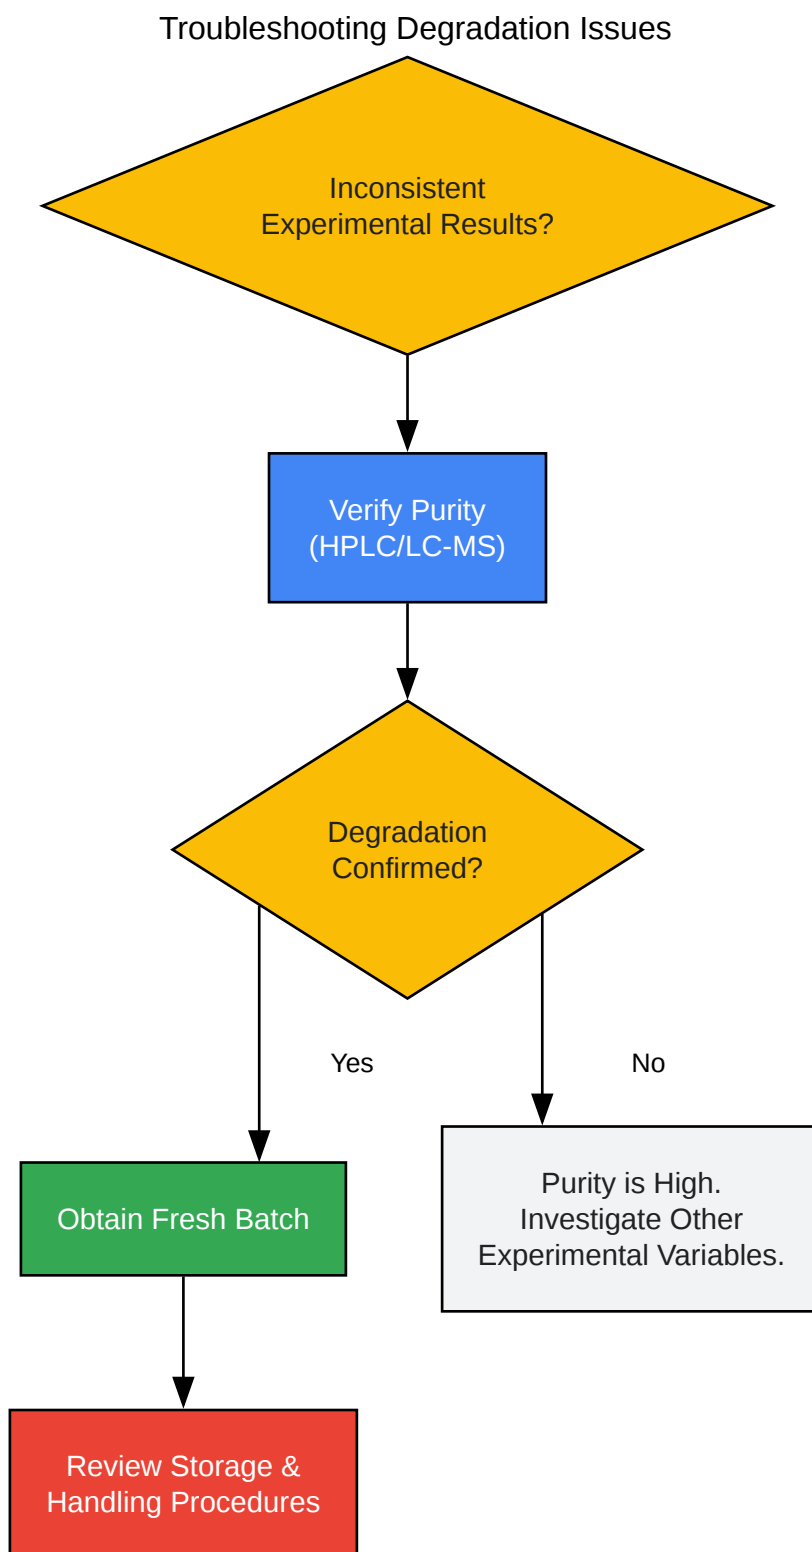 Troubleshooting Degradation Issues
Inconsistent
Experimental Results?
Verify Purity
(HPLC/LC-MS)
Degradation
Confirmed?
Yes
No
Obtain Fresh Batch
Purity is High.
Investigate Other
Experimental Variables.
Review Storage &
Handling Procedures